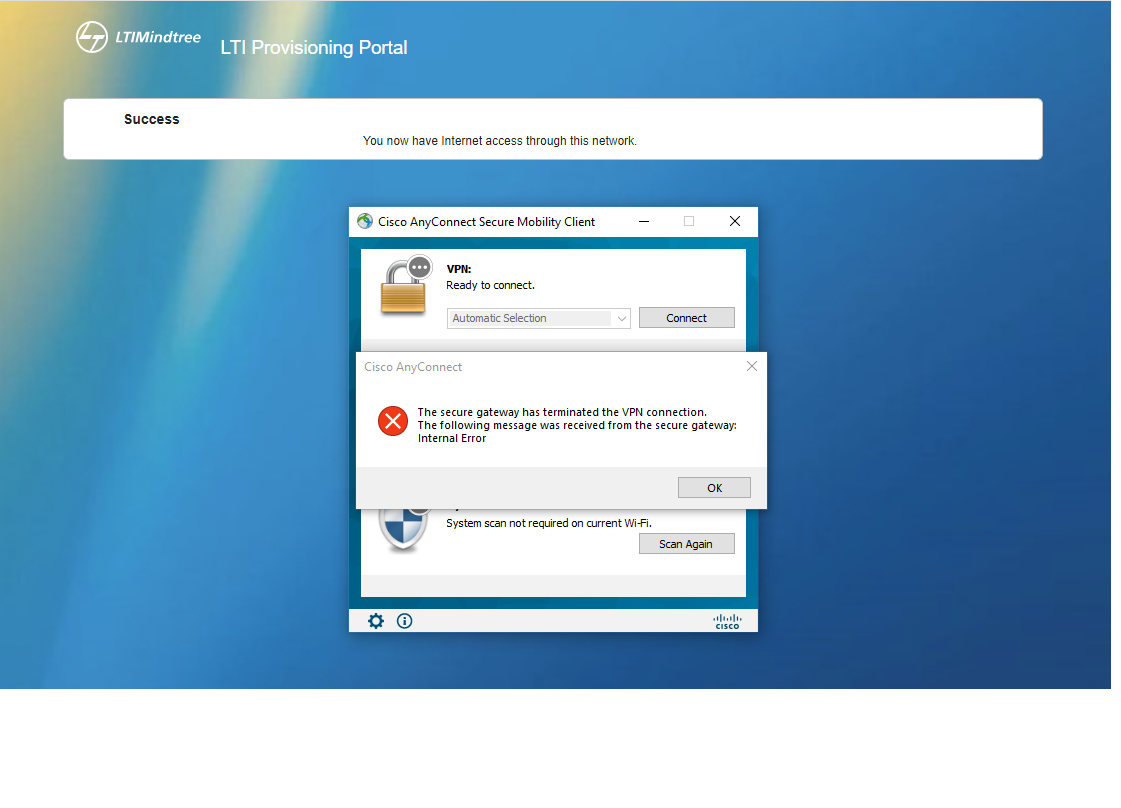 LTIMindtree
LTI Provisioning Portal
Success
You now have Internet access through this network.
Cisco AnyConnect Secure Mobility Client
VPN:
Ready to connect.
Automatic Selection
Connect
Cisco AnyConnect
The secure gateway has terminated the VPN connection.
The following message was received from the secure gateway:
Internal Error
OK
System scan not required on current Wi-Fi.
Scan Again
CISCO